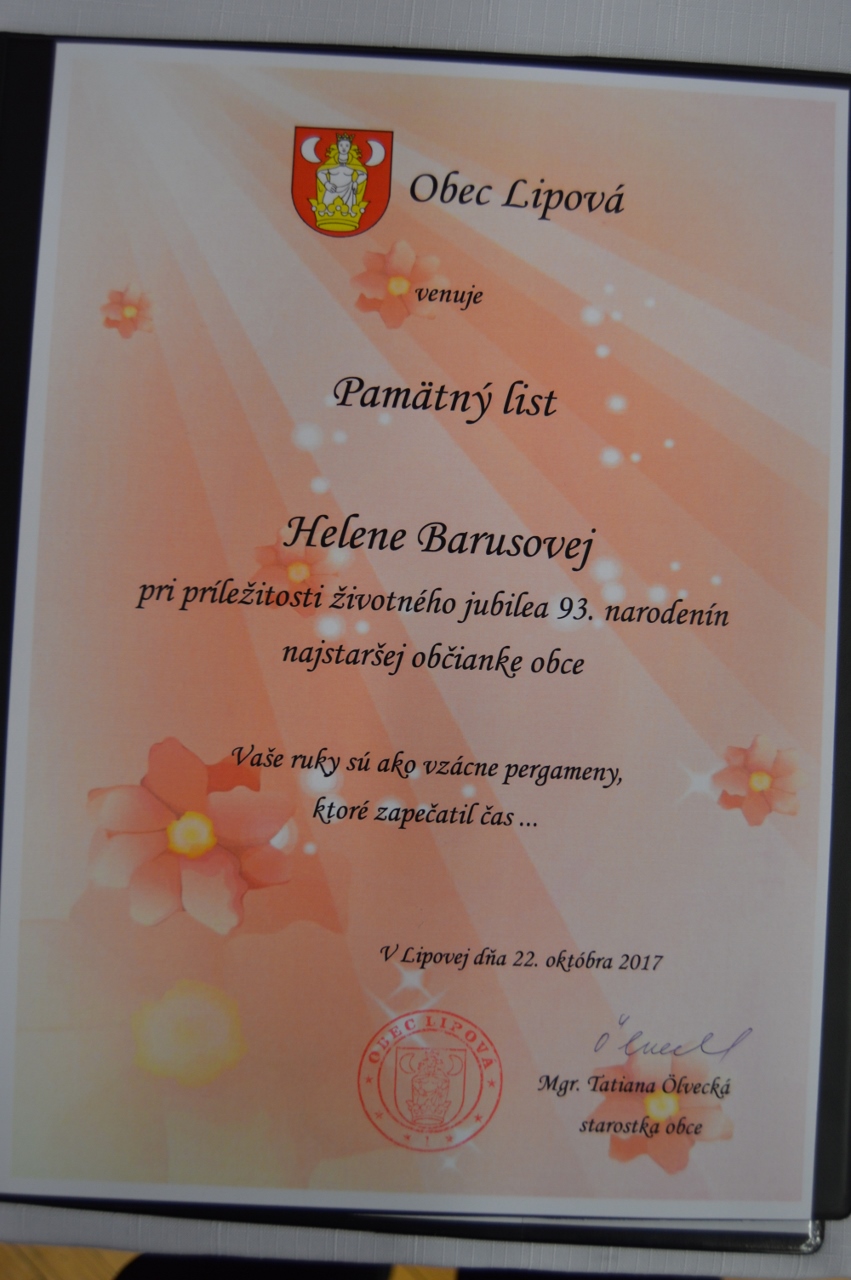 Obec Lipová
venuje
Pamätný list
Helene Barusovej
pri príležitosti životného jubilea 93. narodenín
najstaršej občianke obce
Vaše ruky sú ako vzácne pergameny,
ktoré zapečatil čas ...
V Lipovej dňa 22. októbra 2017
OBEC LIPOVÁ
Mgr. Tatiana Ölvecká
starostka obce